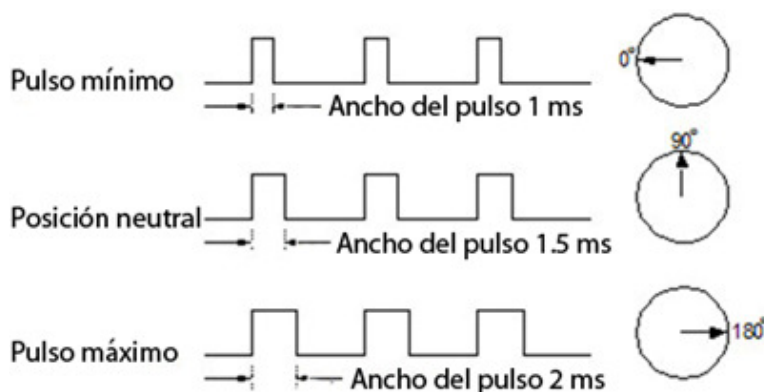 Pulso mínimo
0°
Ancho del pulso 1 ms
90°
Posición neutral
Ancho del pulso 1.5 ms
Pulso máximo
180°
Ancho del pulso 2 ms